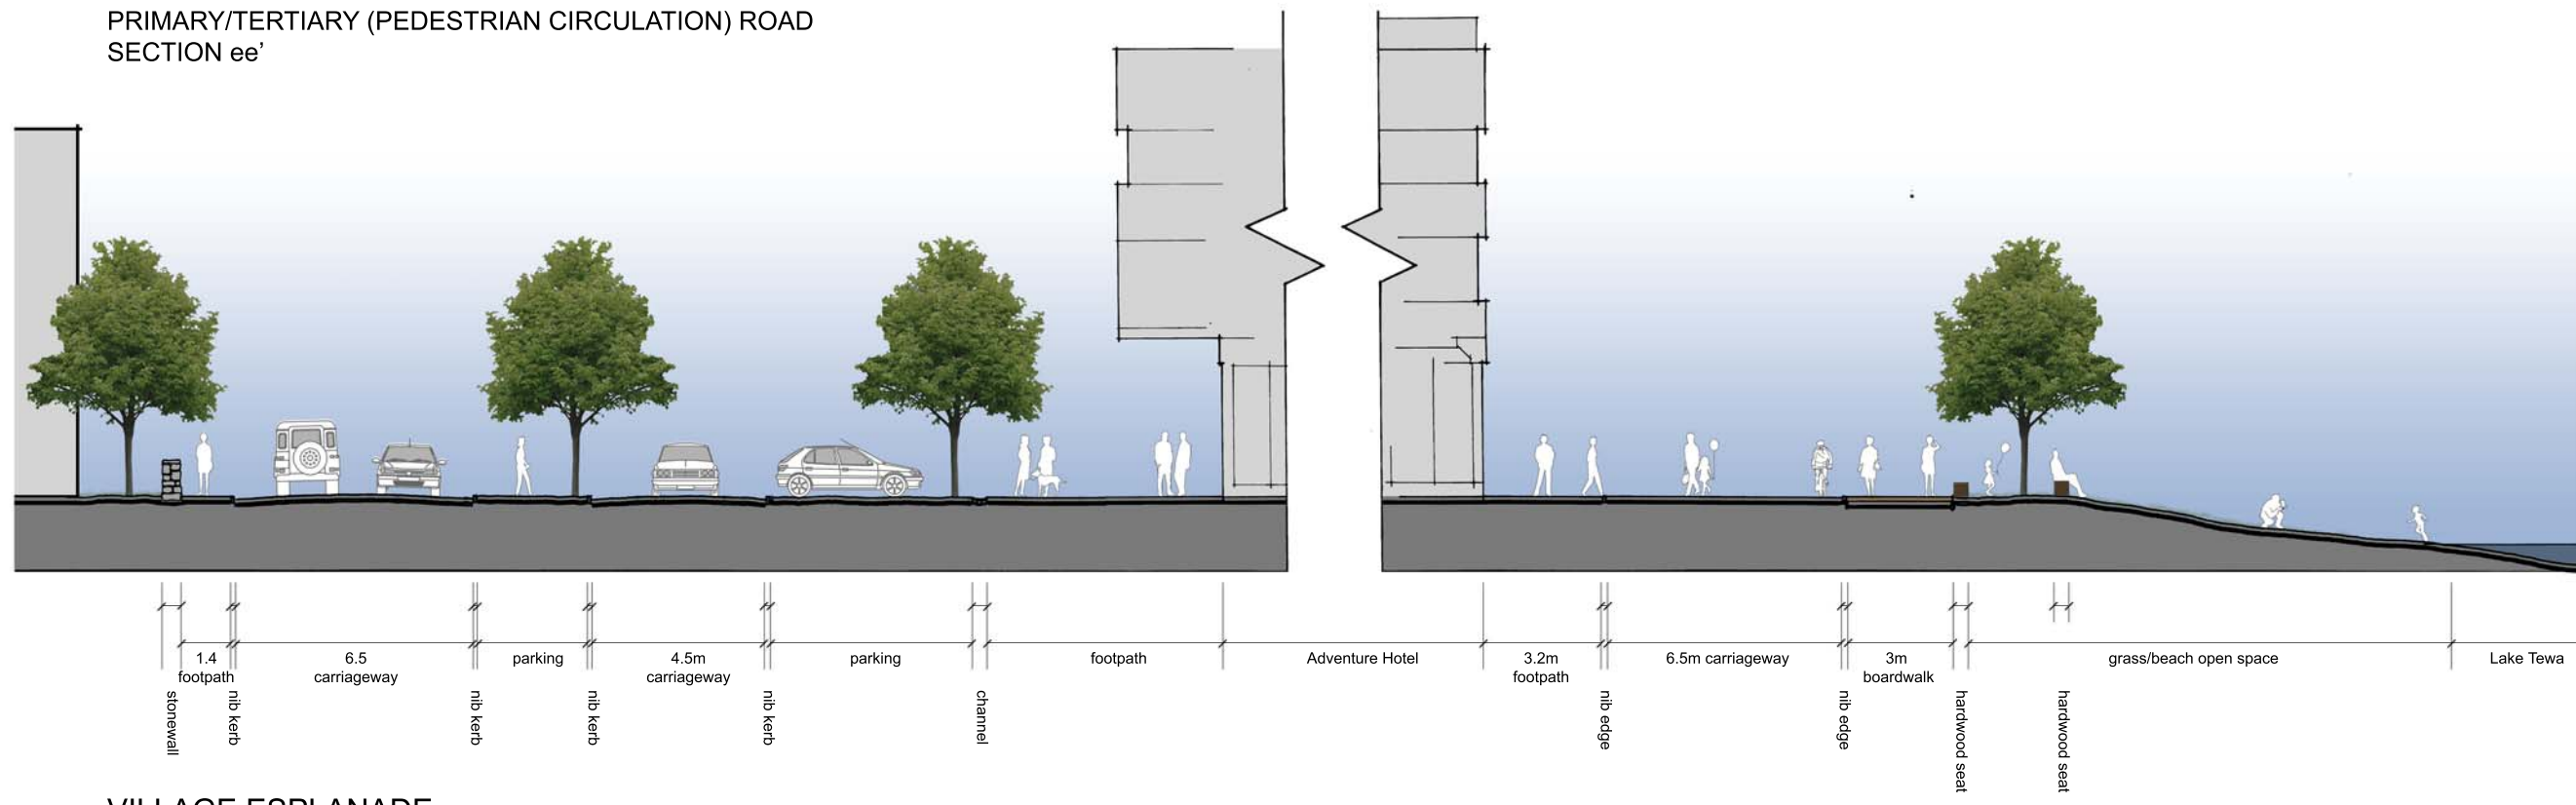 PRIMARY/TERTIARY (PEDESTRIAN CIRCULATION) ROAD
SECTION ee’
1.4
footpath
6.5
carriageway
parking
4.5m
carriageway
parking
footpath
Adventure Hotel
3.2m
footpath
6.5m carriageway
3m
boardwalk
grass/beach open space
Lake Tewa
stonewall
nib kerb
nib kerb
nib kerb
nib kerb
channel
nib edge
nib edge
hardwood seat
hardwood seat
VILLAGE ESPLANADE